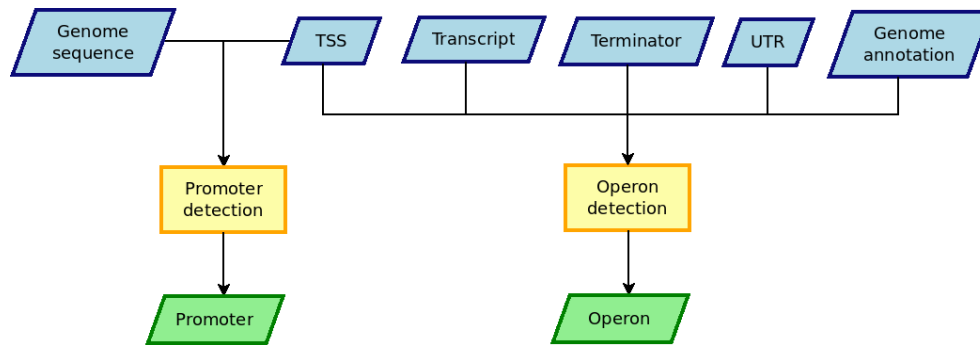 Genome
sequence
TSS
Transcript
Terminator
UTR
Genome
annotation
Promoter
detection
Operon
detection
Promoter
Operon